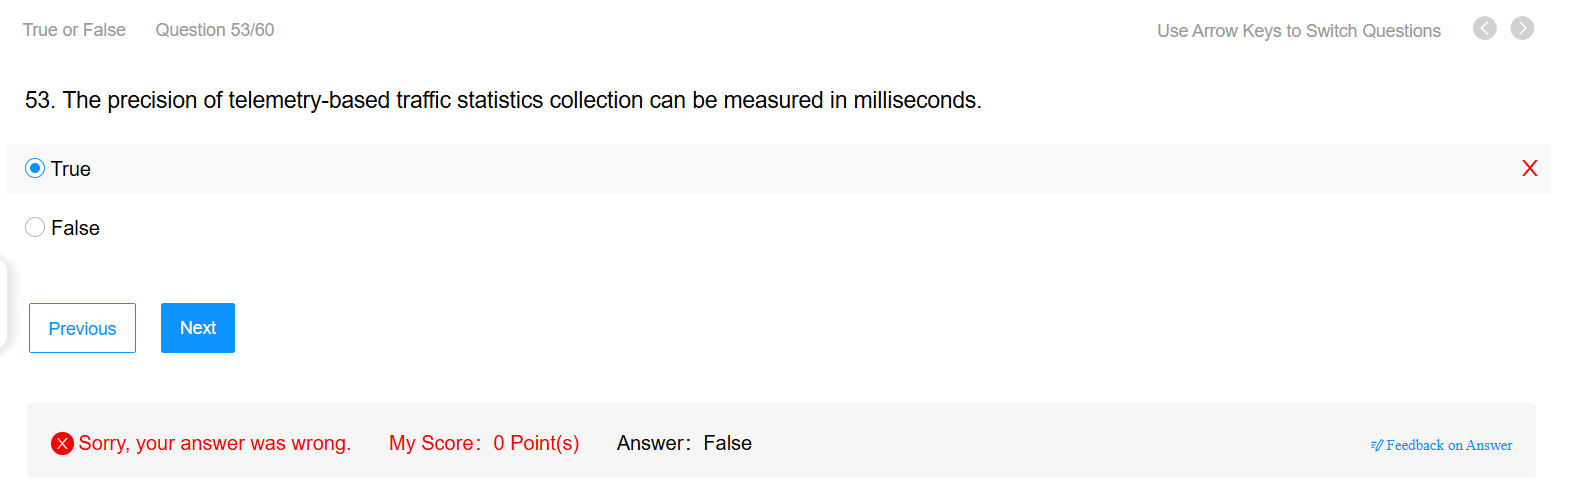 True or False Question 53/60 Use Arrow Keys to Switch Questions
53. The precision of telemetry-based traffic statistics collection can be measured in milliseconds.
True X
False
Previous Next
X Sorry, your answer was wrong. My Score: 0 Point(s) Answer: False Feedback on Answer